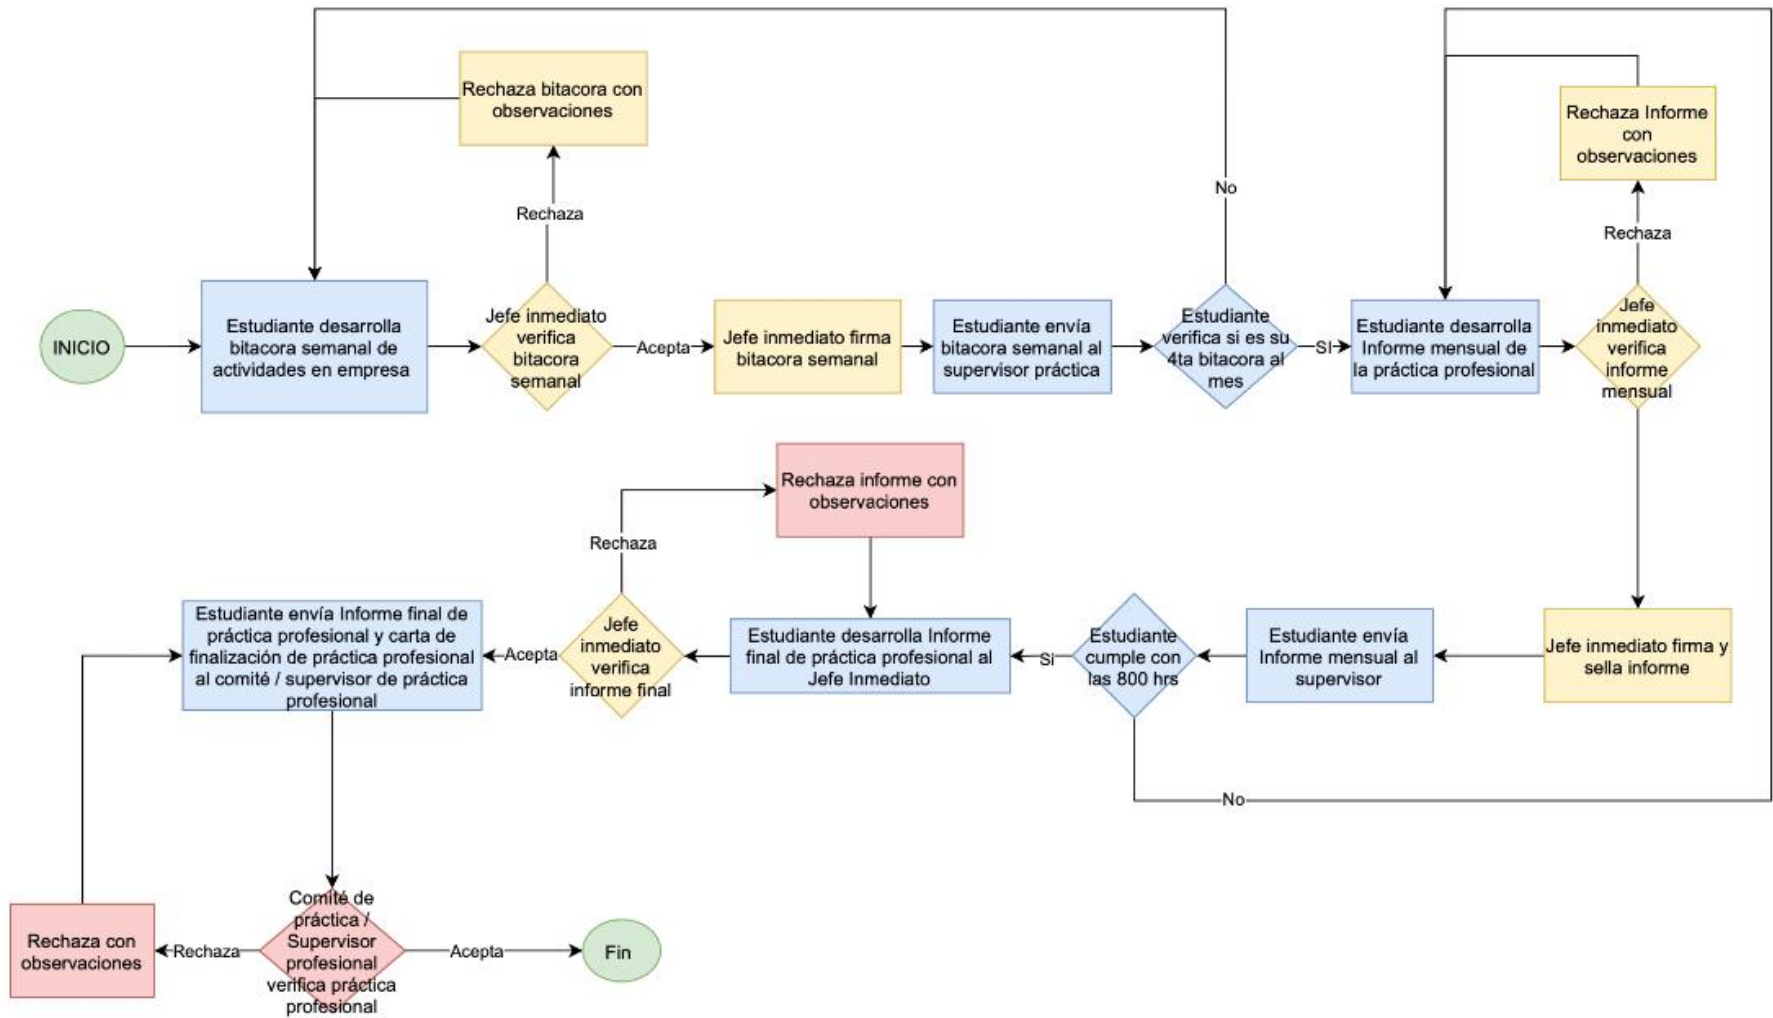 Rechaza bitacora con
observaciones
Rechaza Informe
con
observaciones
No
Rechaza
Rechaza
INICIO
Estudiante desarrolla
bitacora semanal de
actividades en empresa
Jefe inmediato
verifica
bitacora
semanal
Acepta
Jefe inmediato firma
bitacora semanal
Estudiante envía
bitacora semanal al
supervisor práctica
Estudiante
verifica si es su
4ta bitacora al
mes
SI
Estudiante desarrolla
Informe mensual de
la práctica profesional
Jefe
inmediato
verifica
informe
mensual
Rechaza informe con
observaciones
Rechaza
Estudiante envía Informe final de
práctica profesional y carta de
finalización de práctica profesional
al comité / supervisor de práctica
profesional
Acepta
Jefe
inmediato
verifica
informe final
Estudiante desarrolla Informe
final de práctica profesional al
Jefe Inmediato
Si
Estudiante
cumple con
las 800 hrs
Estudiante envía
Informe mensual al
supervisor
Jefe inmediato firma y
sella informe
No
Rechaza con
observaciones
Rechaza
Comité de
práctica /
Supervisor
profesional
verifica práctica
profesional
Acepta
Fin